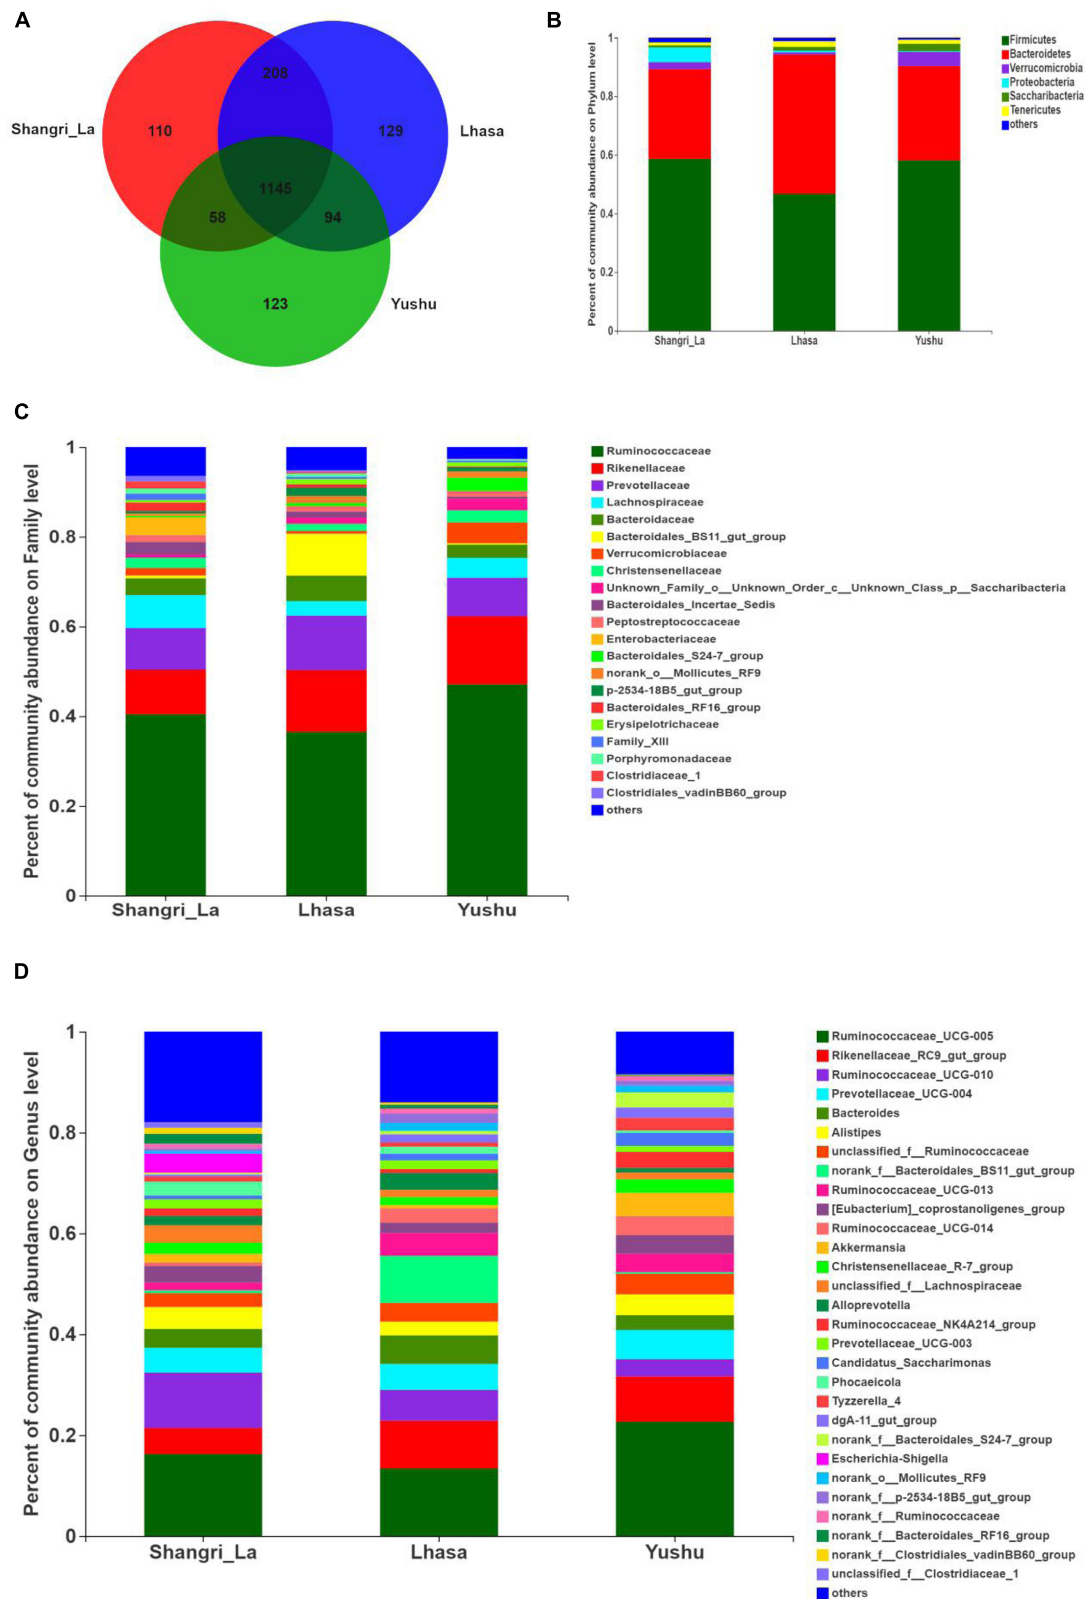 A
Shangri_La
110
208
129
Lhasa
1145
58
94
123
Yushu
B
Percent of community abundance on Phylum level
1
0.8
0.6
0.4
0.2
0
Shangri_La
Lhasa
Yushu
Firmicutes
Bacteroidetes
Verrucomicrobia
Proteobacteria
Saccharibacteria
Tenericutes
others
C
Percent of community abundance on Family level
1
0.8
0.6
0.4
0.2
0
Shangri_La
Lhasa
Yushu
Ruminococcaceae
Rikenellaceae
Prevotellaceae
Lachnospiraceae
Bacteroidaceae
Bacteroidales_BS11_gut_group
Verrucomicrobiaceae
Christensenellaceae
Unknown_Family_o__Unknown_Order_c__Unknown_Class_p__Saccharibacteria
Bacteroidales_Incertae_Sedis
Peptostreptococcaceae
Enterobacteriaceae
Bacteroidales_S24-7_group
norank_o__Mollicutes_RF9
p-2534-18B5_gut_group
Bacteroidales_RF16_group
Erysipelotrichaceae
Family_XIII
Porphyromonadaceae
Clostridiaceae_1
Clostridiales_vadinBB60_group
others
D
Percent of community abundance on Genus level
1
0.8
0.6
0.4
0.2
0
Shangri_La
Lhasa
Yushu
Ruminococcaceae_UCG-005
Rikenellaceae_RC9_gut_group
Ruminococcaceae_UCG-010
Prevotellaceae_UCG-004
Bacteroides
Alistipes
unclassified_f__Ruminococcaceae
norank_f__Bacteroidales_BS11_gut_group
Ruminococcaceae_UCG-013
[Eubacterium]_coprostanoligenes_group
Ruminococcaceae_UCG-014
Akkermansia
Christensenellaceae_R-7_group
unclassified_f__Lachnospiraceae
Alloprevotella
Ruminococcaceae_NK4A214_group
Prevotellaceae_UCG-003
Candidatus_Saccharimonas
Phocaeicola
Tyzzerella_4
dgA-11_gut_group
norank_f__Bacteroidales_S24-7_group
Escherichia-Shigella
norank_o__Mollicutes_RF9
norank_f__p-2534-18B5_gut_group
norank_f__Ruminococcaceae
norank_f__Bacteroidales_RF16_group
norank_f__Clostridiales_vadinBB60_group
unclassified_f__Clostridiaceae_1
others